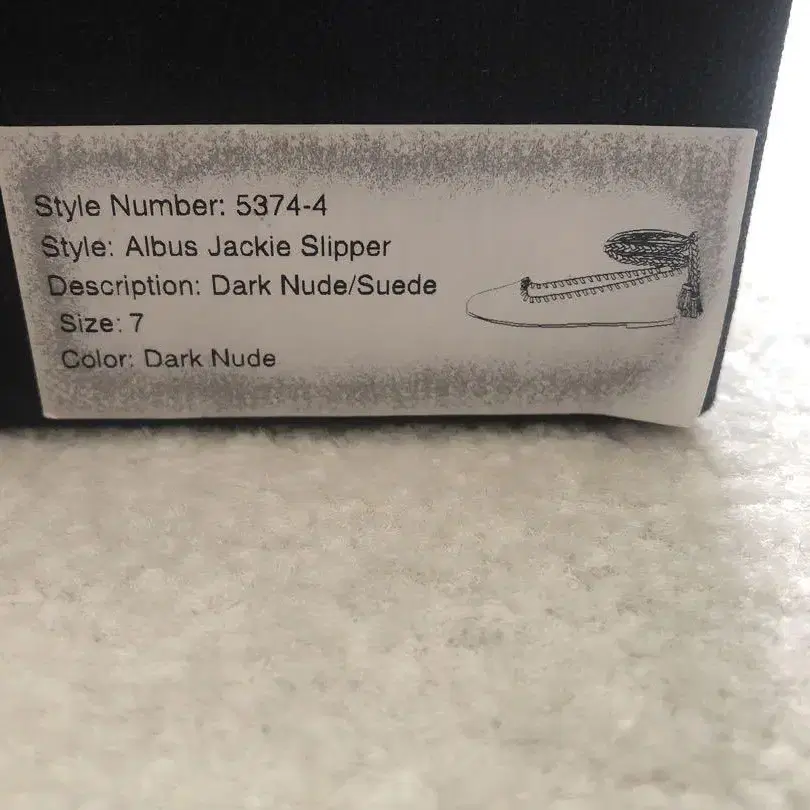 Style Number: 5374-4
Style: Albus Jackie Slipper
Description: Dark Nude/Suede
Size: 7
Color: Dark Nude